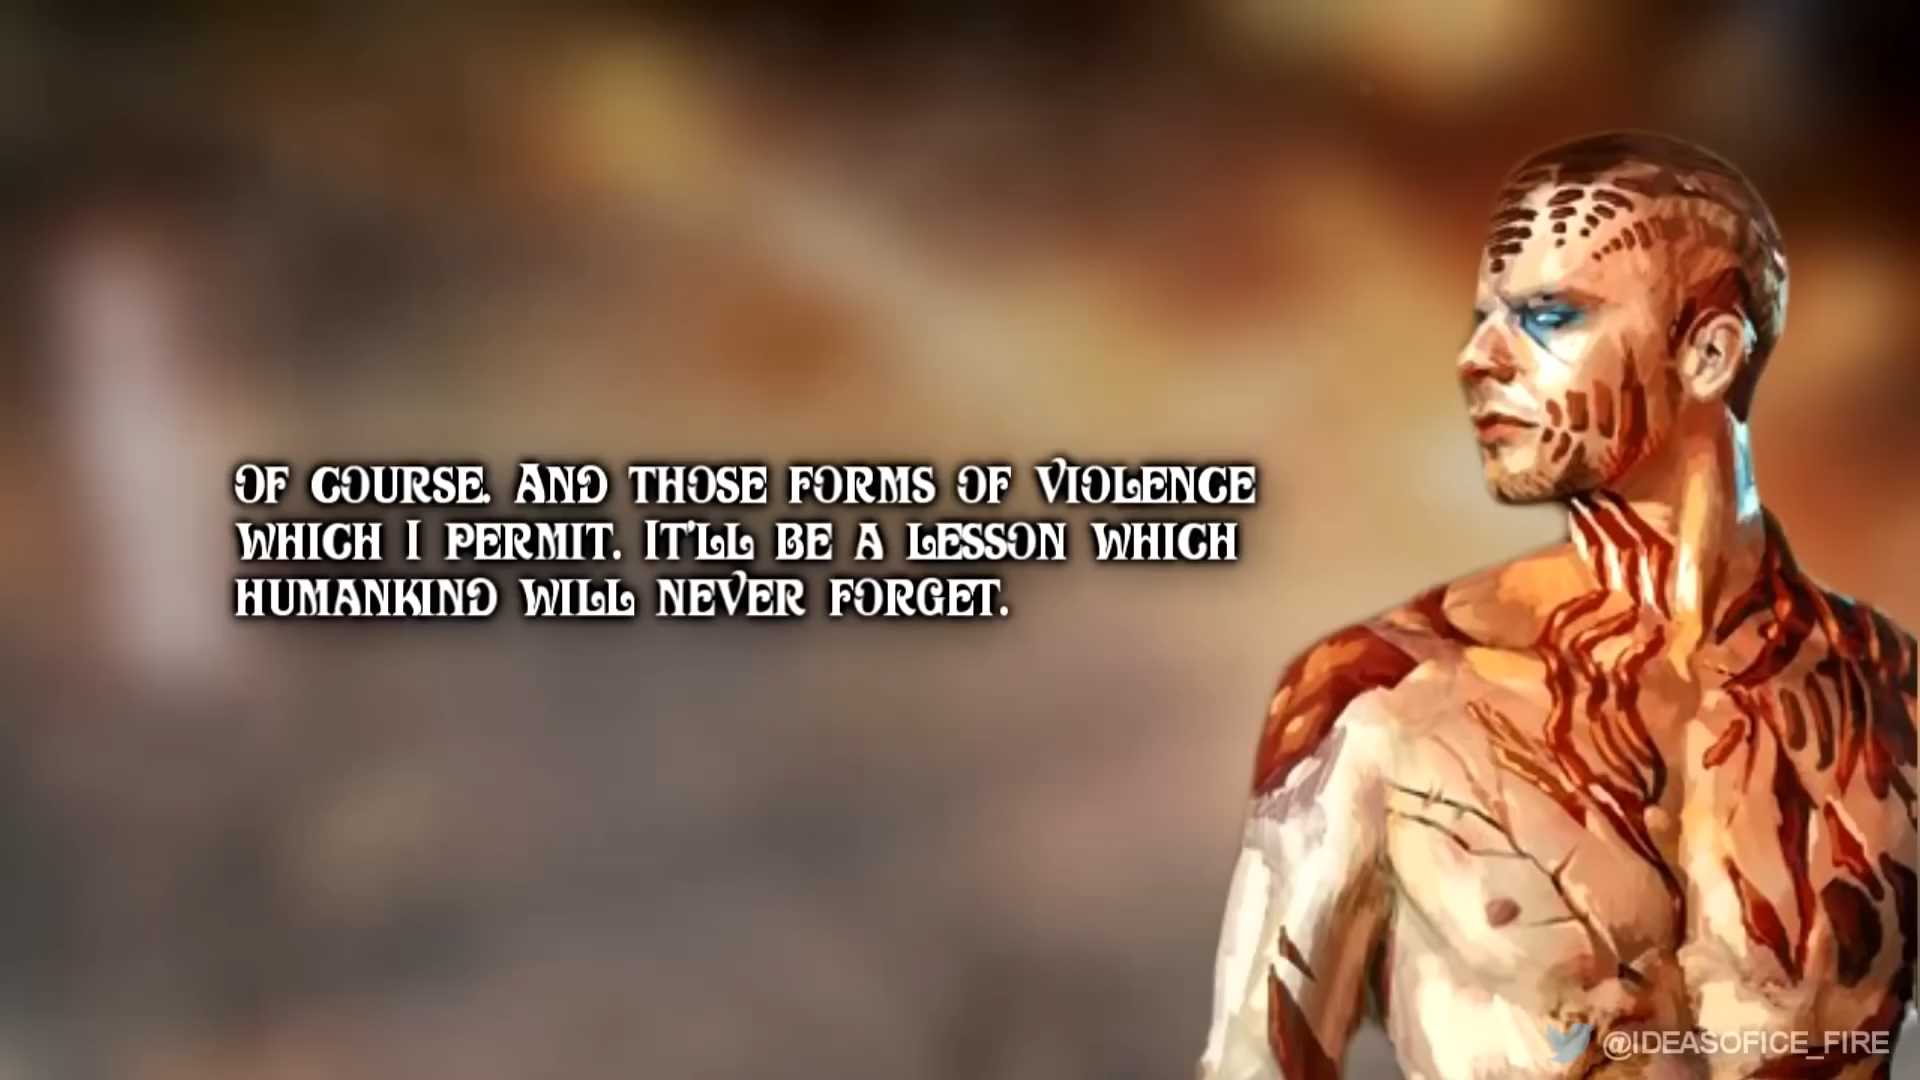 OF COURSE. AND THOSE FORMS OF VIOLENCE
WHICH I PERMIT. IT'LL BE A LESSON WHICH
HUMANKIND WILL NEVER FORGET.
@IDEASOFICE_FIRE